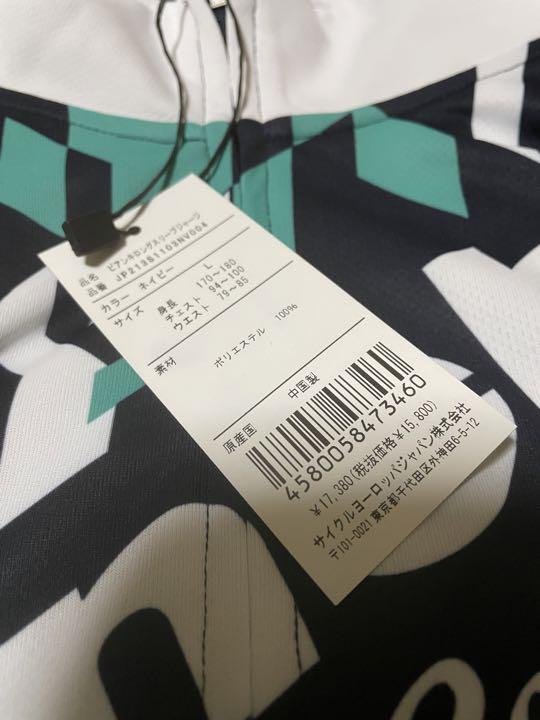 品名 ビアンキロングスリーブジャージ
品番 JP213S1103NV004
カラー ネイビー
サイズ L
身長 170～180
チェスト 94～100
ウエスト 79～85
素材
ポリエステル 100%
原産国 中国製
4580058473460
¥17,380(税抜価格¥15,800)
サイクルヨーロッパジャパン株式会社
〒101-0021東京都千代田区外神田6-5-12